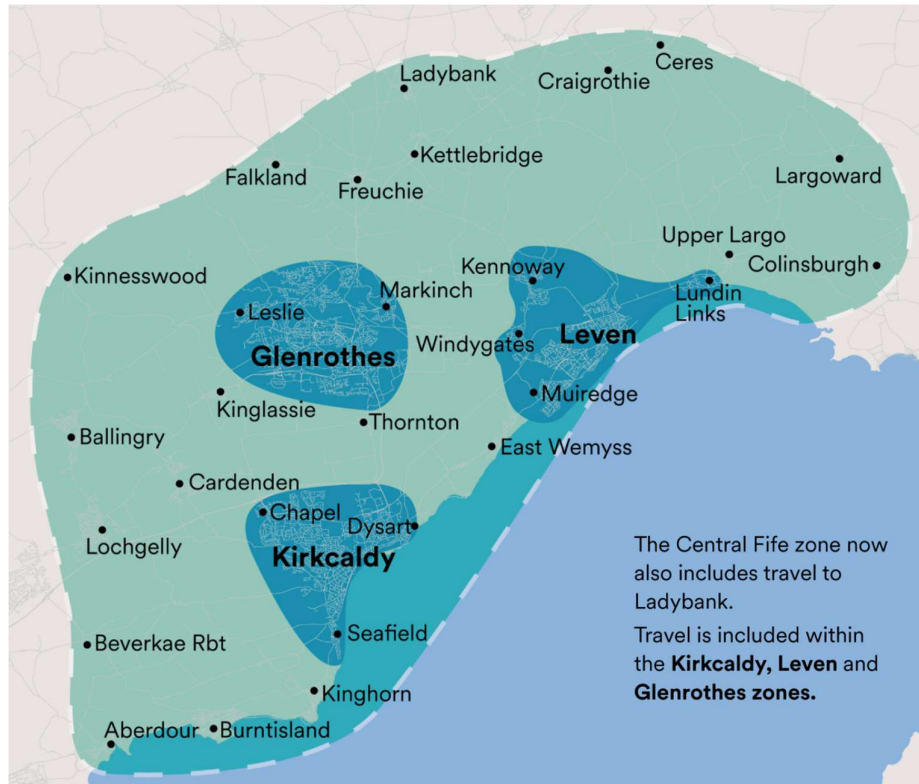 Ceres
Craigrothie
Ladybank
Kettlebridge
Falkland
Freuchie
Largoward
Upper Largo
Colinsburgh
Kinnesswood
Kennoway
Markinch
Leslie
Lundin
Links
Windygates
Leven
Glenrothes
Muiredge
Kinglassie
Thornton
Ballingry
East Wemyss
Cardenden
Chapel
Dysart
Lochgelly
Kirkcaldy
The Central Fife zone now
also includes travel to
Ladybank.
Travel is included within
the Kirkcaldy, Leven and
Glenrothes zones.
Seafield
Beverkae Rbt
Kinghorn
Aberdour
Burntisland